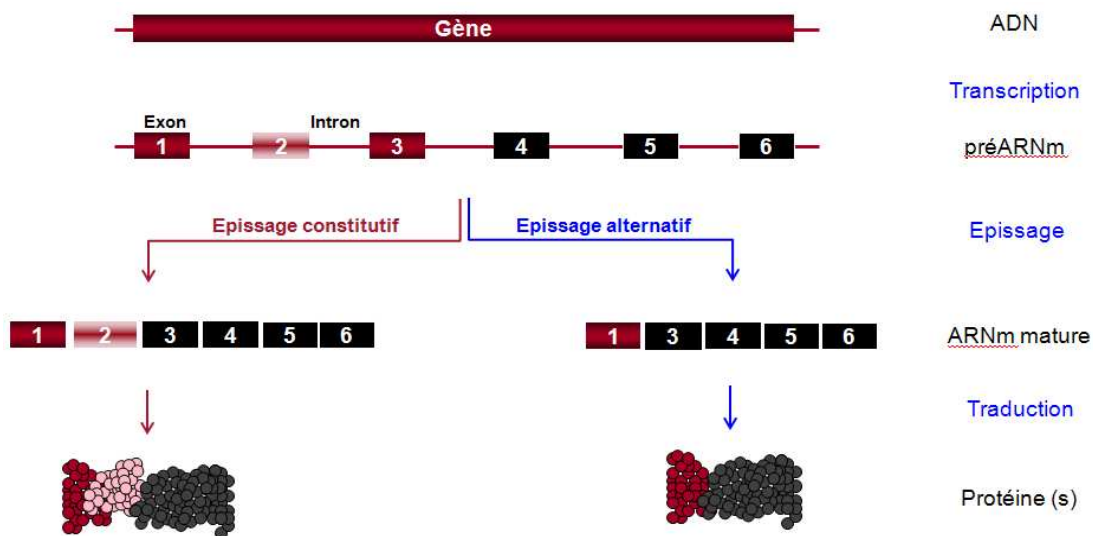 Gène
ADN
Transcription
Exon
Intron
1 2 3 4 5 6
préARNm
Epissage constitutif
Epissage alternatif
Epissage
1 2 3 4 5 6
1 3 4 5 6
ARNm mature
Traduction
Protéine (s)